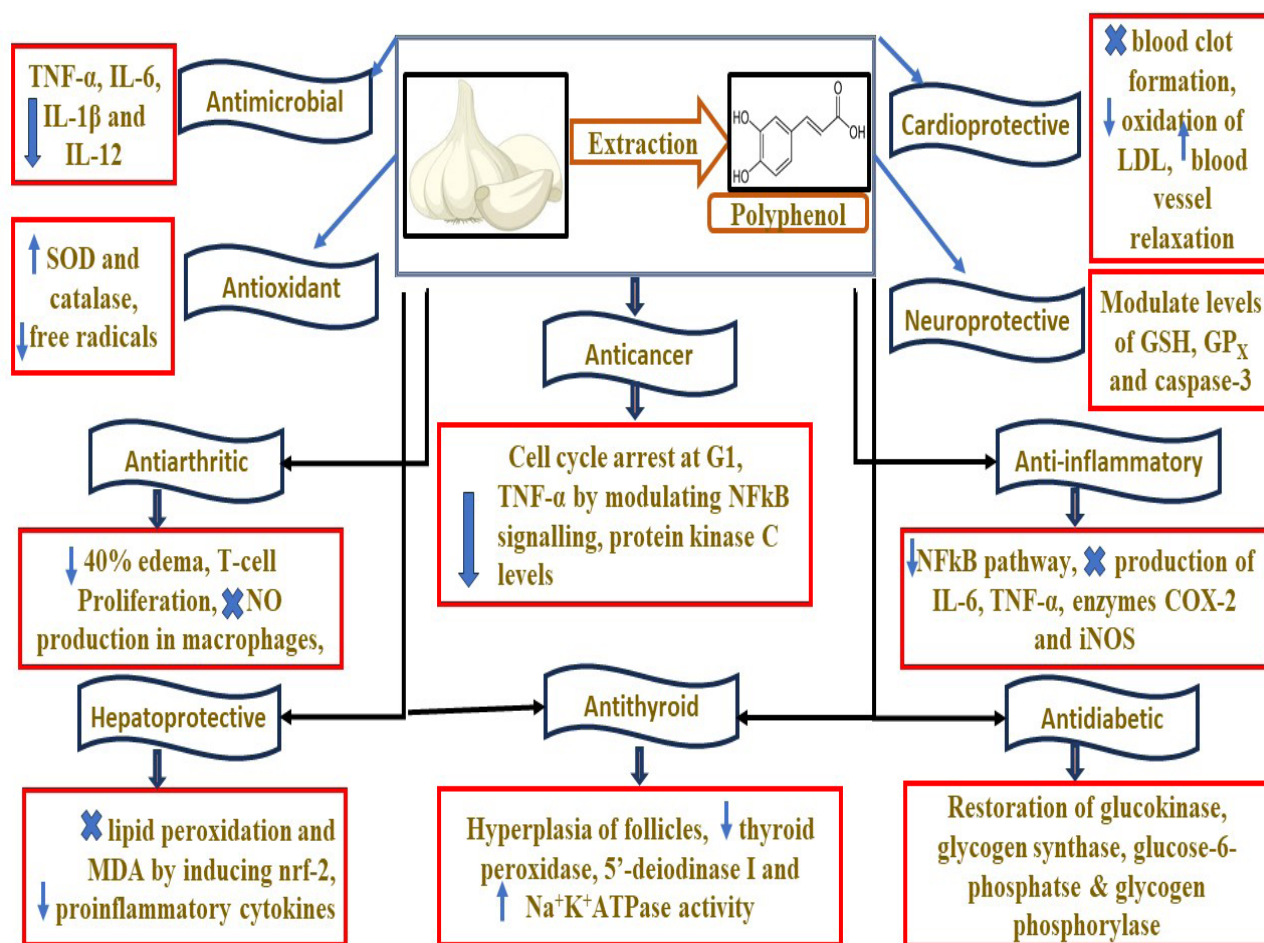 TNF-α, IL-6,
IL-1β and
IL-12
Antimicrobial
Extraction
HO
HO
O
OH
Polyphenol
Cardioprotective
blood clot
formation,
oxidation of
LDL, blood
vessel
relaxation
SOD and
catalase,
free radicals
Antioxidant
Neuroprotective
Modulate levels
of GSH, GPX
and caspase-3
Anticancer
Cell cycle arrest at G1,
TNF-α by modulating NFkB
signalling, protein kinase C
levels
Antiarthritic
40% edema, T-cell
Proliferation, NO
production in macrophages,
Anti-inflammatory
NFkB pathway, production of
IL-6, TNF-α, enzymes COX-2
and iNOS
Hepatoprotective
lipid peroxidation and
MDA by inducing nrf-2,
proinflammatory cytokines
Antithyroid
Hyperplasia of follicles, thyroid
peroxidase, 5’-deiodinase I and
Na⁺K⁺ATPase activity
Antidiabetic
Restoration of glucokinase,
glycogen synthase, glucose-6-
phosphatse & glycogen
phosphorylase